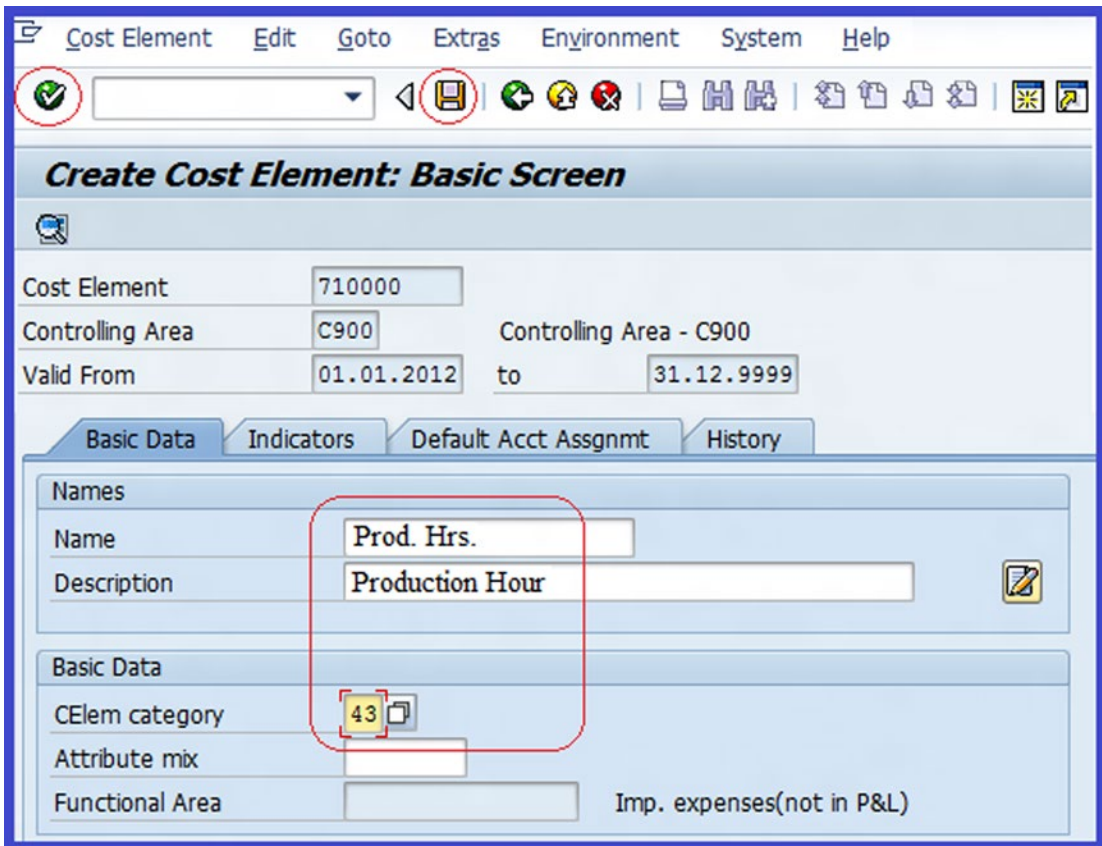 Cost Element Edit Goto Extras Environment System Help
Create Cost Element: Basic Screen
Cost Element 710000
Controlling Area C900 Controlling Area - C900
Valid From 01.01.2012 to 31.12.9999
Basic Data Indicators Default Acct Assgnmt History
Names
Name Prod. Hrs.
Description Production Hour
Basic Data
CElem category 43
Attribute mix
Functional Area Imp. expenses(not in P&L)